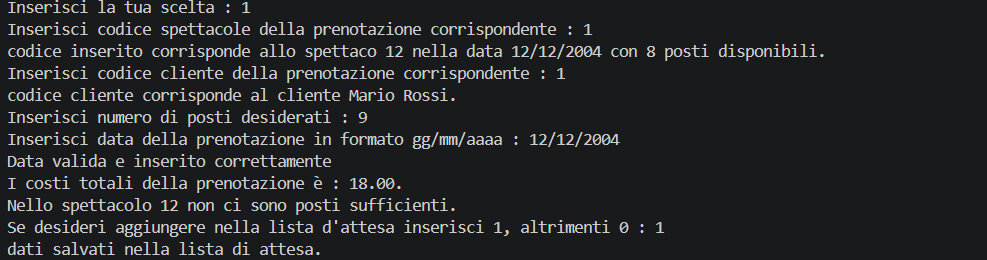 Inserisci la tua scelta : 1
Inserisci codice spettacole della prenotazione corrispondente : 1
codice inserito corrisponde allo spettaco 12 nella data 12/12/2004 con 8 posti disponibili.
Inserisci codice cliente della prenotazione corrispondente : 1
codice cliente corrisponde al cliente Mario Rossi.
Inserisci numero di posti desiderati : 9
Inserisci data della prenotazione in formato gg/mm/aaaa : 12/12/2004
Data valida e inserito correttamente
I costi totali della prenotazione è : 18.00.
Nello spettacolo 12 non ci sono posti sufficienti.
Se desideri aggiungere nella lista d'attesa inserisci 1, altrimenti 0 : 1
dati salvati nella lista di attesa.